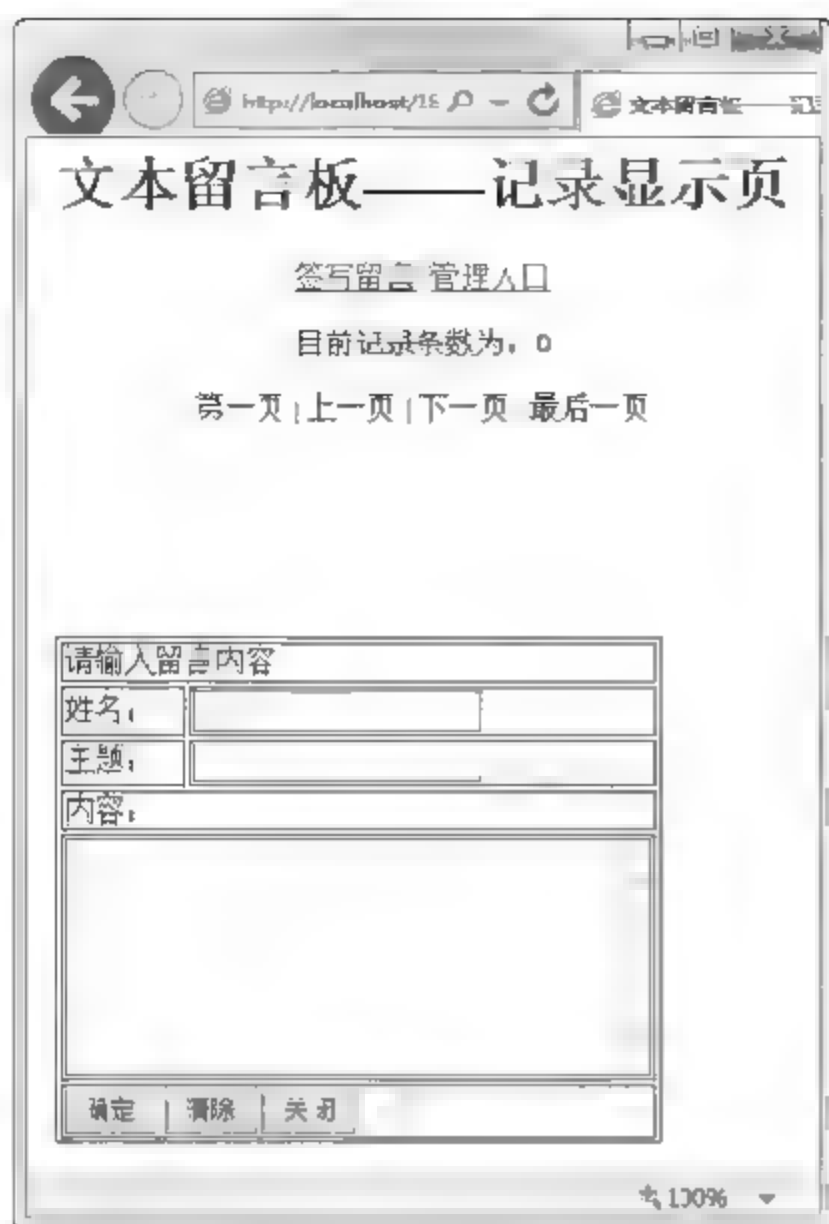 http://localhost/18
文本留言板——
文本留言板——记录显示页
签写留言 管理入口
目前记录条数为：0
第一页|上一页|下一页 最后一页
请输入留言内容
姓名：
主题：
内容：
确定 清除 关闭
100%